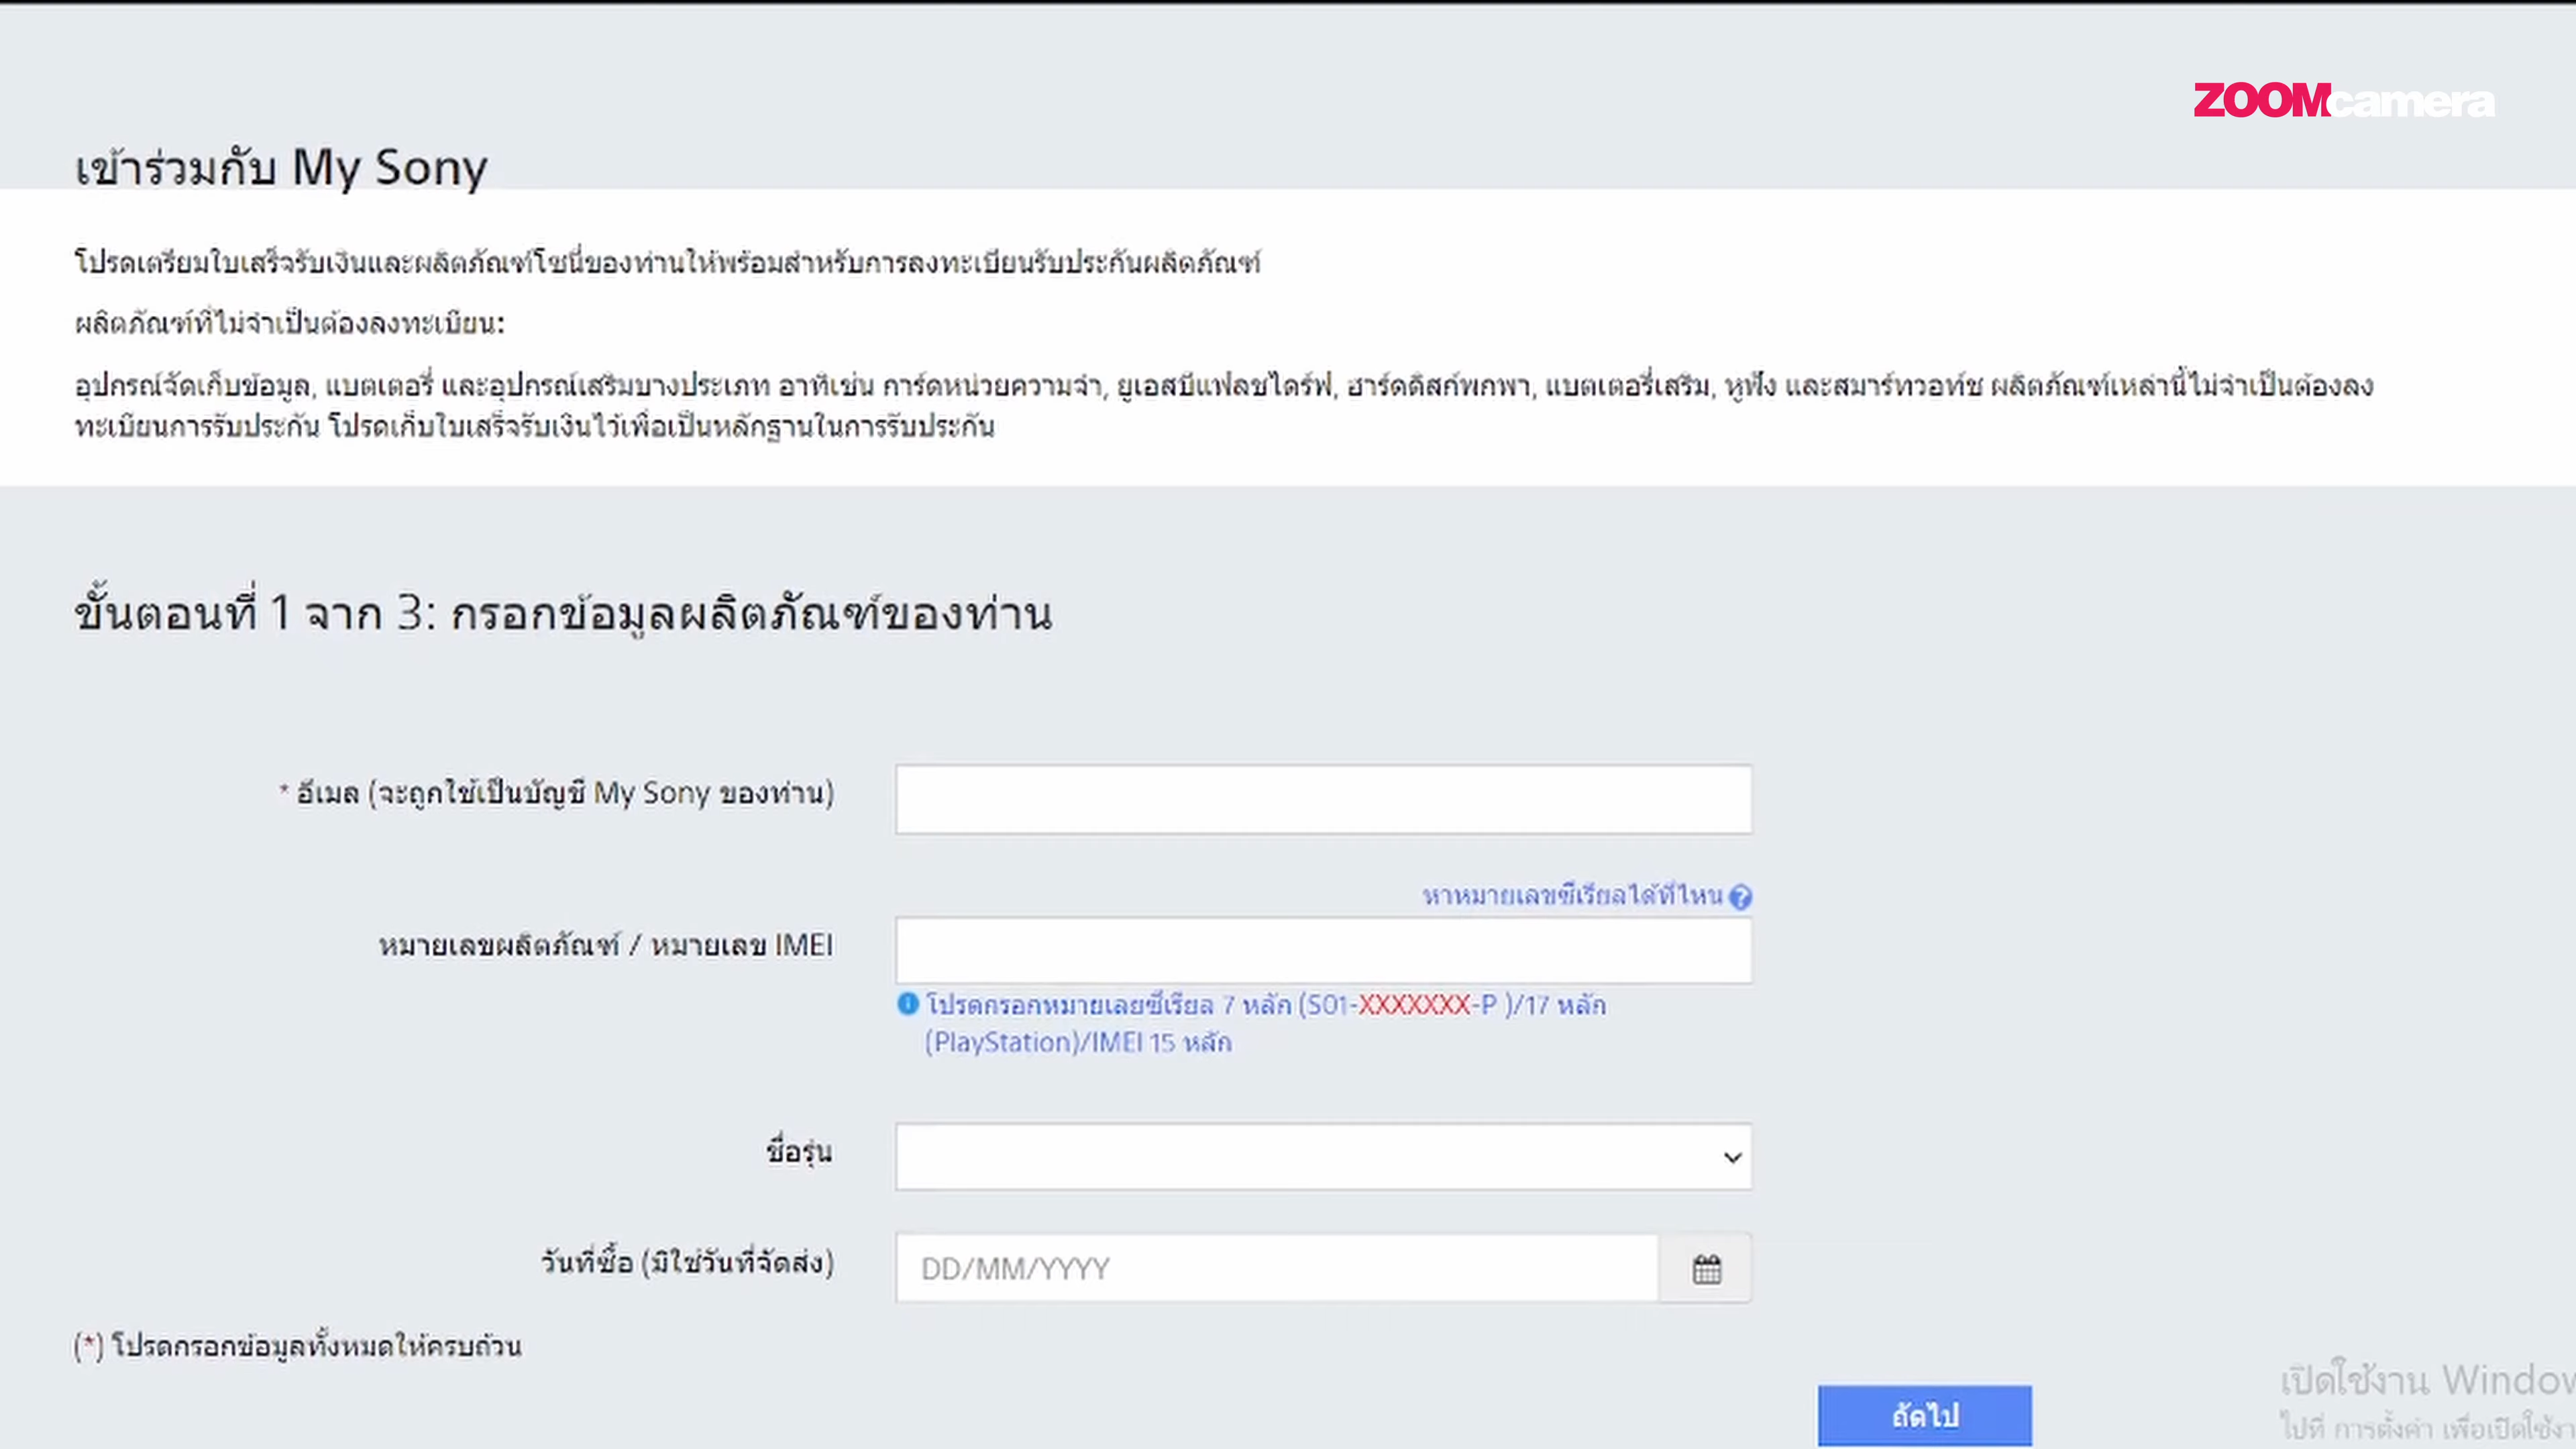 ZOOMcamera
เข้าร่วมกับ My Sony
โปรดเตรียมใบเสร็จรับเงินและผลิตภัณฑ์โซนี่ของท่านให้พร้อมสำหรับการลงทะเบียนรับประกันผลิตภัณฑ์
ผลิตภัณฑ์ที่ไม่จำเป็นต้องลงทะเบียน:
อุปกรณ์จัดเก็บข้อมูล, แบตเตอรี่ และอุปกรณ์เสริมบางประเภท อาทิเช่น การ์ดหน่วยความจำ, ยูเอสบีแฟลชไดร์ฟ, ฮาร์ดดิสก์พกพา, แบตเตอรี่เสริม, หูฟัง และสมาร์ทวอท์ช ผลิตภัณฑ์เหล่านี้ไม่จำเป็นต้องลง
ทะเบียนการรับประกัน โปรดเก็บใบเสร็จรับเงินไว้เพื่อเป็นหลักฐานในการรับประกัน
ขั้นตอนที่ 1 จาก 3: กรอกข้อมูลผลิตภัณฑ์ของท่าน
* อีเมล (จะถูกใช้เป็นบัญชี My Sony ของท่าน)
หาหมายเลขซีเรียลได้ที่ไหน ?
หมายเลขผลิตภัณฑ์ / หมายเลข IMEI
โปรดกรอกหมายเลยซีเรียล 7 หลัก (S01-XXXXXXX-P )/17 หลัก
(PlayStation)/IMEI 15 หลัก
ชื่อรุ่น
วันที่ซื้อ (มิใช่วันที่จัดส่ง)
DD/MM/YYYY
(*) โปรดกรอกข้อมูลทั้งหมดให้ครบถ้วน
ถัดไป
เปิดใช้งาน Window
ไปที่ การตั้งค่า เพื่อเปิดใช้งา